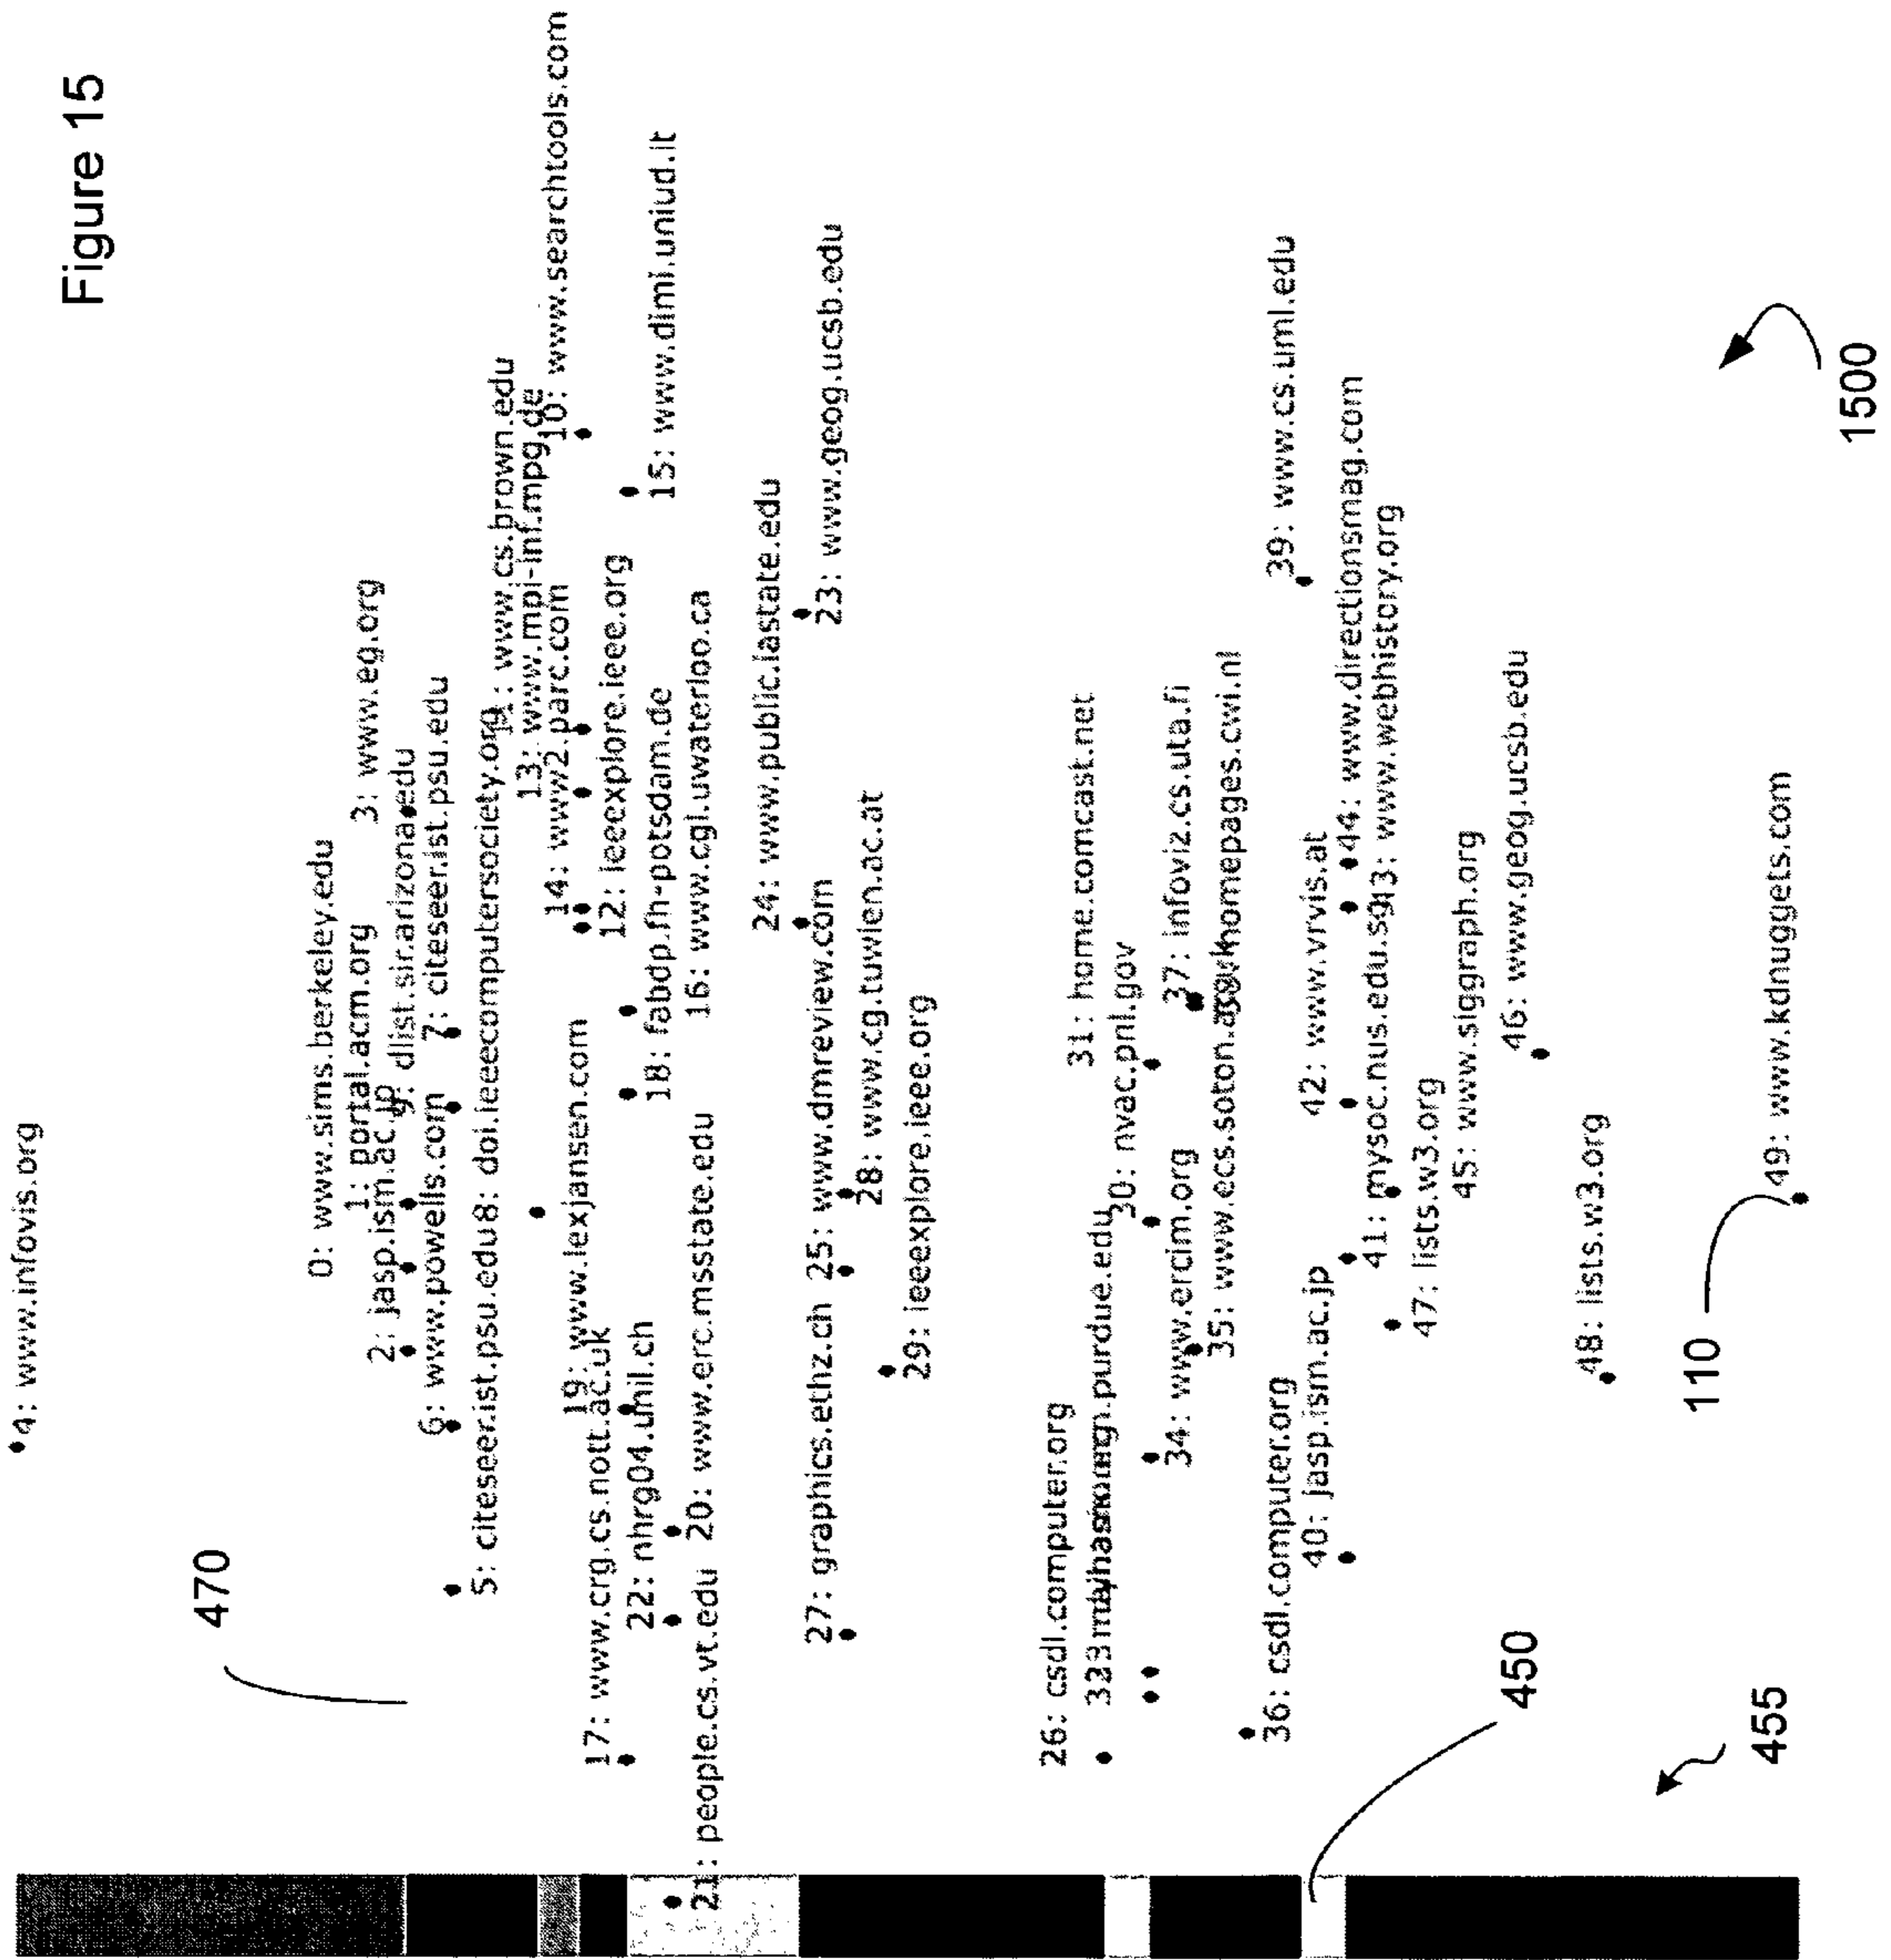 Figure 15
4: www.infovis.org
0: www.sims.berkeley.edu
1: portal.acm.org
3: www.eg.org
2: jasp.ism.ac.jp
9: dlist.sir.arizona.edu
6: www.powells.com
7: citeseer.ist.psu.edu
5: citeseer.ist.psu.edu
8: doi.ieeecomputersociety.org
11: www.cs.brown.edu
13: www.mpi-inf.mpg.de
14: www2.parc.com
10: www.searchtools.com
19: www.lexjansen.com
12: ieeexplore.ieee.org
17: www.crg.cs.nott.ac.uk
22: nhrg04.unil.ch
18: fabdp.fh-potsdam.de
15: www.dimi.uniud.it
21: people.cs.vt.edu
20: www.erc.msstate.edu
16: www.cgl.uwaterloo.ca
24: www.public.iastate.edu
27: graphics.ethz.ch
25: www.dmreview.com
23: www.geog.ucsb.edu
28: www.cg.tuwien.ac.at
29: ieeexplore.ieee.org
26: csdl.computer.org
31: home.comcast.net
30: nvac.pnl.gov
34: www.ercim.org
37: infoviz.cs.uta.fi
35: www.ecs.soton.ac.uk
homepages.cwi.nl
36: csdl.computer.org
39: www.cs.uml.edu
40: jasp.ism.ac.jp
42: www.vrvis.at
44: www.directionsmag.com
41: mysoc.nus.edu.sg
43: www.webhistory.org
47: lists.w3.org
45: www.siggraph.org
46: www.geog.ucsb.edu
48: lists.w3.org
49: www.kdnuggets.com
470
450
455
110
1500